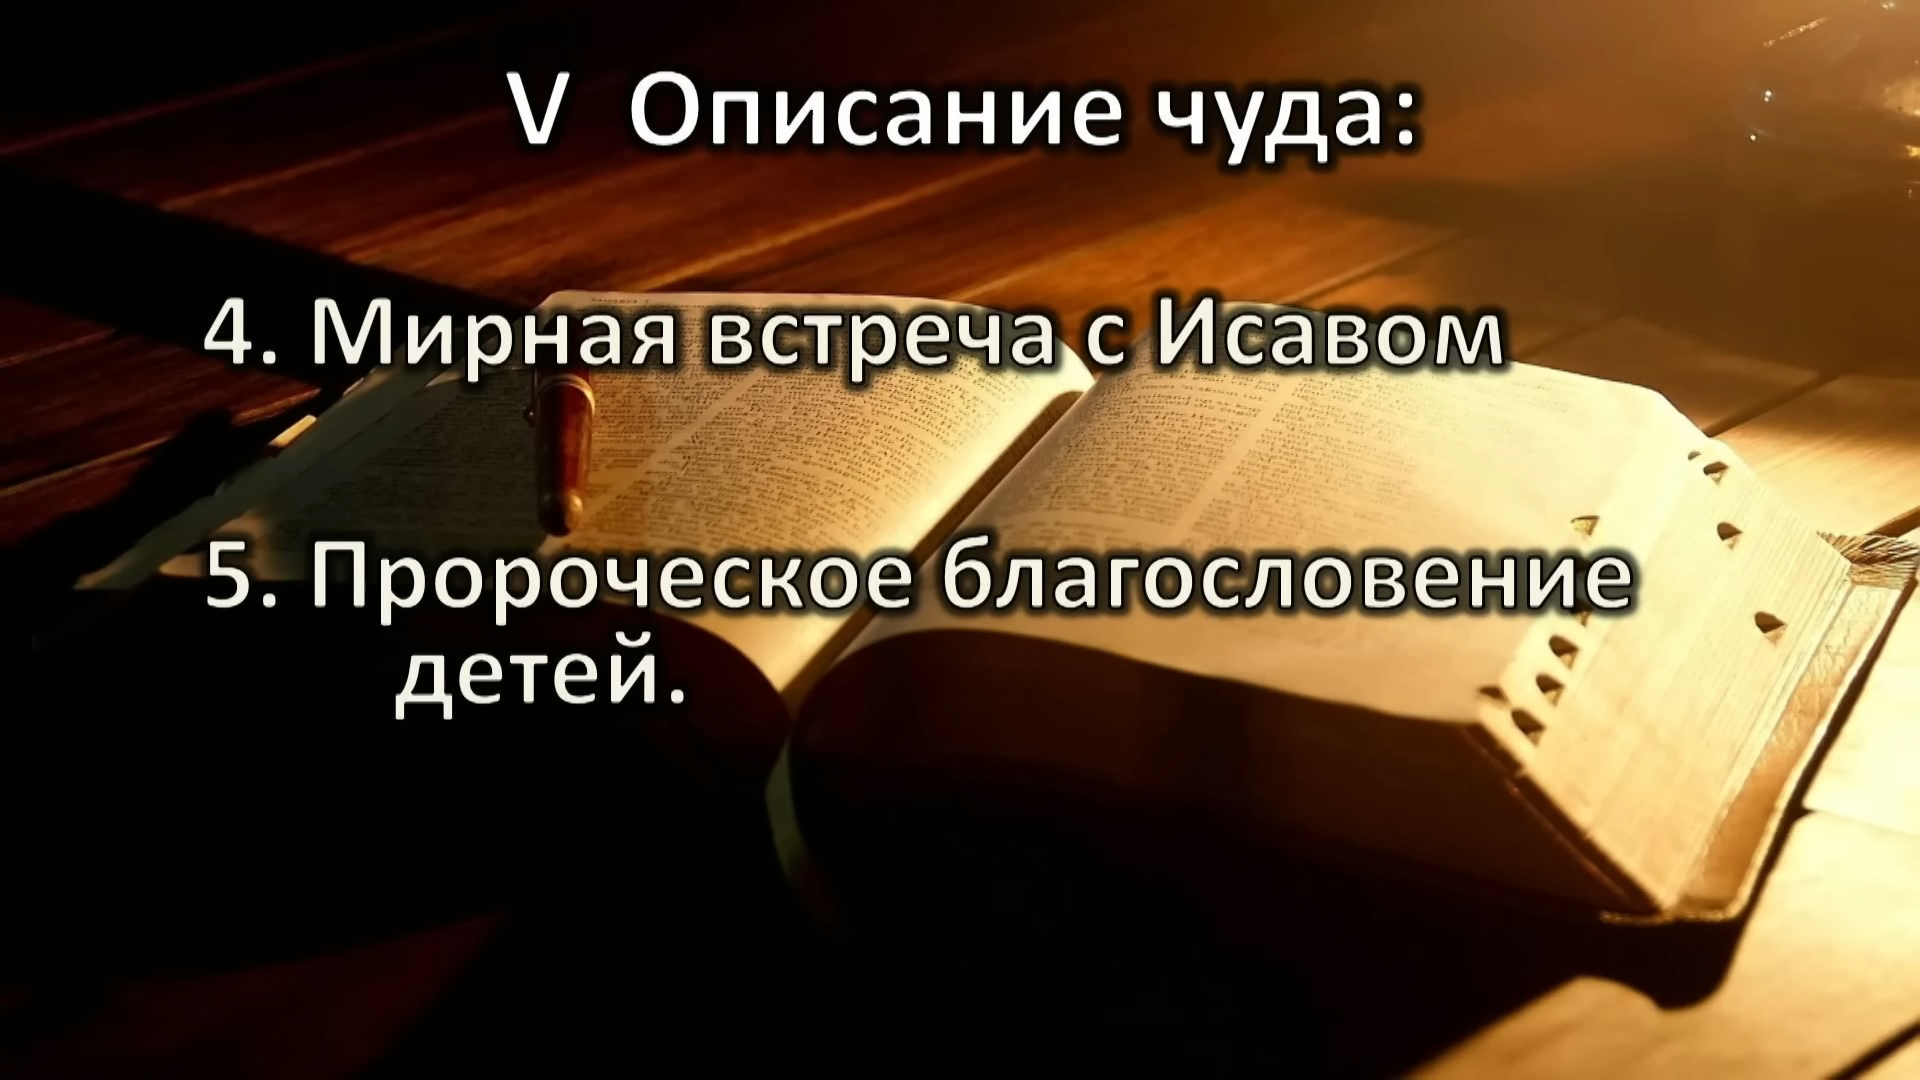 V Описание чуда:
4. Мирная встреча с Исавом
5. Пророческое благословение
детей.